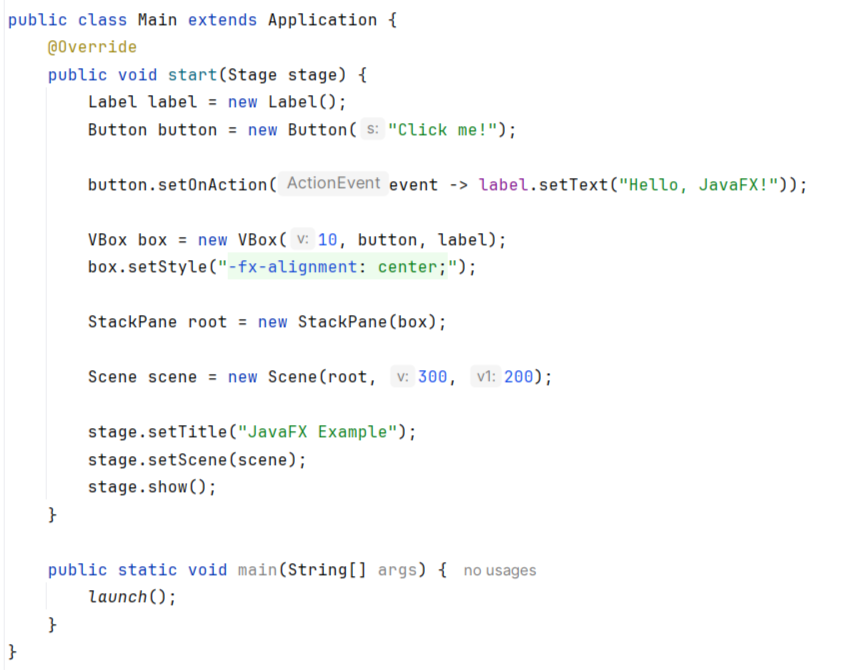 public class Main extends Application {
@Override
public void start(Stage stage) {
Label label = new Label();
Button button = new Button( s: "Click me!");
button.setOnAction( ActionEvent event -> label.setText("Hello, JavaFX!"));
VBox box = new VBox( v: 10, button, label);
box.setStyle("-fx-alignment: center;");
StackPane root = new StackPane(box);
Scene scene = new Scene(root, v: 300, v1: 200);
stage.setTitle("JavaFX Example");
stage.setScene(scene);
stage.show();
}
public static void main(String[] args) { no usages
launch();
}
}